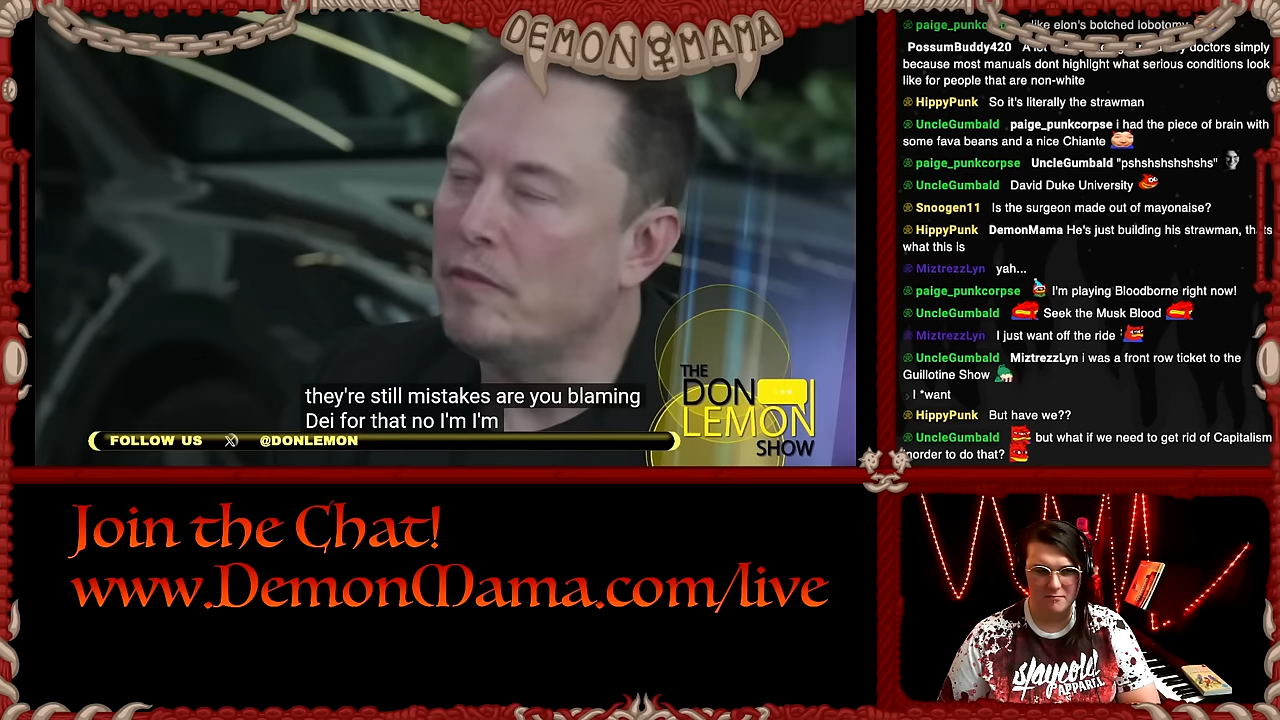 DEMON MAMA
they're still mistakes are you blaming
Dei for that no I'm I'm
FOLLOW US X @DONLEMON
THE
DON
LEMON
SHOW
paige_punkco like elon's botched lobotomy
PossumBuddy420 doctors simply
because most manuals dont highlight what serious conditions look
like for people that are non-white
HippyPunk So it's literally the strawman
UncleGumbald paige_punkcorpse i had the piece of brain with
some fava beans and a nice Chiante
paige_punkcorpse UncleGumbald "pshshshshshshs"
UncleGumbald David Duke University
Snoogen11 Is the surgeon made out of mayonaise?
HippyPunk DemonMama He's just building his strawman, thats
what this is
MiztrezzLyn yah...
paige_punkcorpse I'm playing Bloodborne right now!
UncleGumbald Seek the Musk Blood
MiztrezzLyn I just want off the ride
UncleGumbald MiztrezzLyn i was a front row ticket to the
Guillotine Show
I *want
HippyPunk But have we??
UncleGumbald but what if we need to get rid of Capitalism
norder to do that?
Join the Chat!
www.DemonMama.com/live
staycold
APPAREL